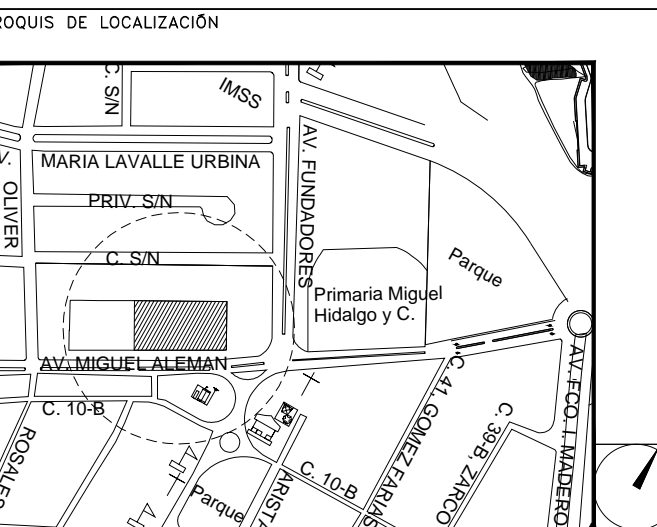 ROQUIS DE LOCALIZACIÓN
C. S/N
IMSS
V.
OLIVER
MARIA LAVALLE URBINA
AV. FUNDADORES
PRIV. S/N
C. S/N
Parque
Primaria Miguel
Hidalgo y C.
AV. MIGUEL ALEMAN
C. 10-B
ROSALES
Parque
ARISTA
C. 10-B
C 41, GOMEZ FARIAS
C. 39-B, ZARCO
AV. FCO. I. MADERO